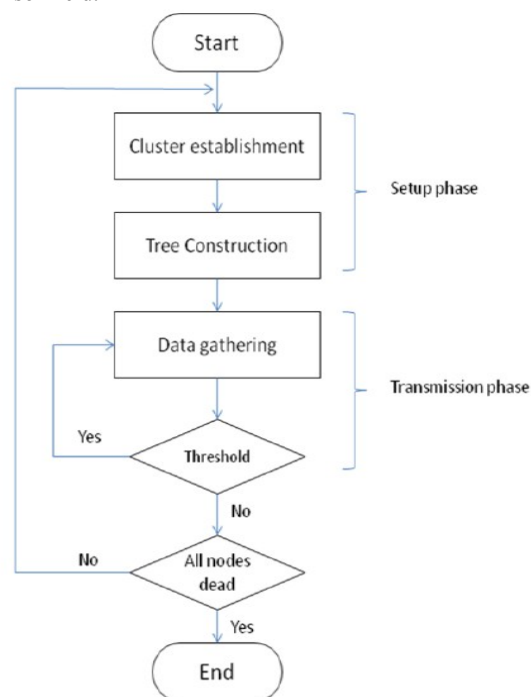 Start
Cluster establishment
Setup phase
Tree Construction
Data gathering
Transmission phase
Yes
Threshold
No
No
All nodes
dead
Yes
End